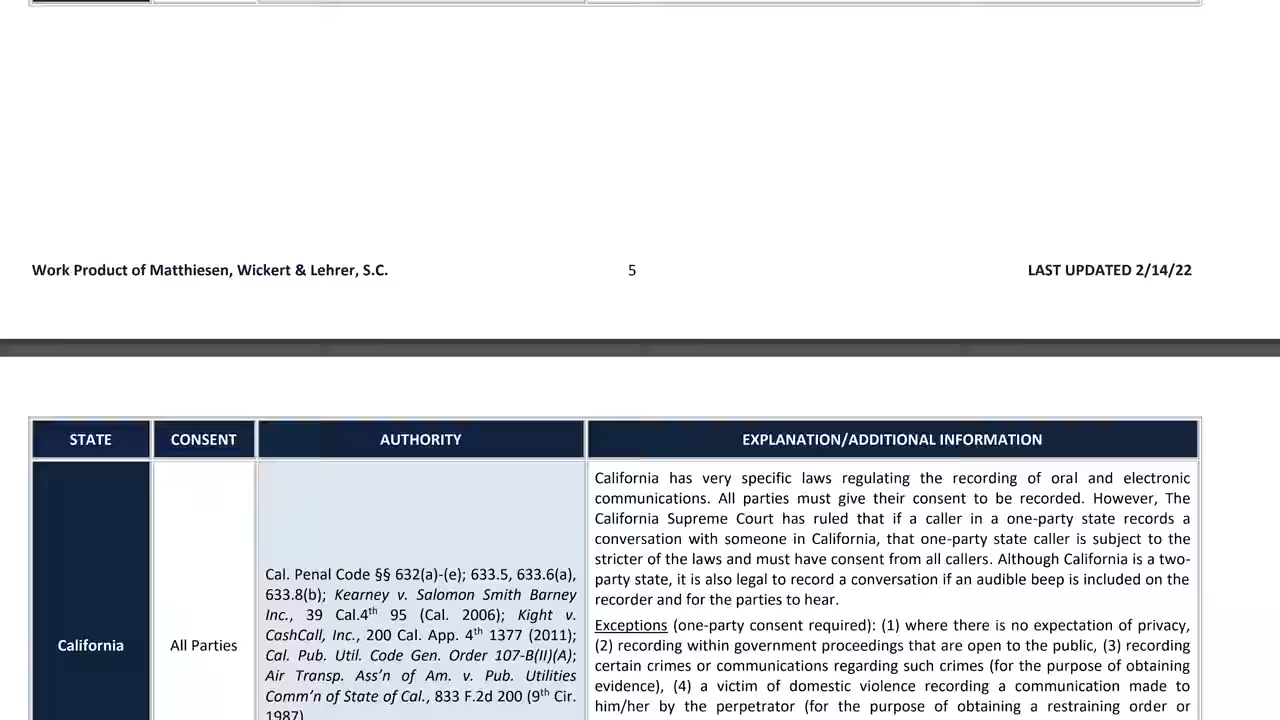 Work Product of Matthiesen, Wickert & Lehrer, S.C. 5 LAST UPDATED 2/14/22
STATE CONSENT AUTHORITY EXPLANATION/ADDITIONAL INFORMATION
California
All Parties
Cal. Penal Code §§ 632(a)-(e); 633.5, 633.6(a),
633.8(b); Kearney v. Salomon Smith Barney
Inc., 39 Cal.4th 95 (Cal. 2006); Kight v.
CashCall, Inc., 200 Cal. App. 4th 1377 (2011);
Cal. Pub. Util. Code Gen. Order 107-B(II)(A);
Air Transp. Ass’n of Am. v. Pub. Utilities
Comm’n of State of Cal., 833 F.2d 200 (9th Cir.
1987)
California has very specific laws regulating the recording of oral and electronic
communications. All parties must give their consent to be recorded. However, The
California Supreme Court has ruled that if a caller in a one-party state records a
conversation with someone in California, that one-party state caller is subject to the
stricter of the laws and must have consent from all callers. Although California is a two-
party state, it is also legal to record a conversation if an audible beep is included on the
recorder and for the parties to hear.
Exceptions (one-party consent required): (1) where there is no expectation of privacy,
(2) recording within government proceedings that are open to the public, (3) recording
certain crimes or communications regarding such crimes (for the purpose of obtaining
evidence), (4) a victim of domestic violence recording a communication made to
him/her by the perpetrator (for the purpose of obtaining a restraining order or